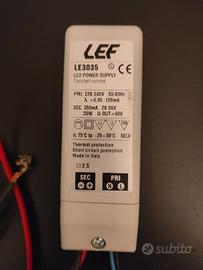 LEF
LE3035
LED POWER SUPPLY
Constant current
PRI 220-240V - 50/60Hz
λ >0,95 - 120mA
SEC 350mA 28-56V
20W U-OUT=60V
tc 75°C ta -25+50°C SELV
Thermal protection
Short circuit protection
Made in Italy
2,5
SEC PRI
N L
subito